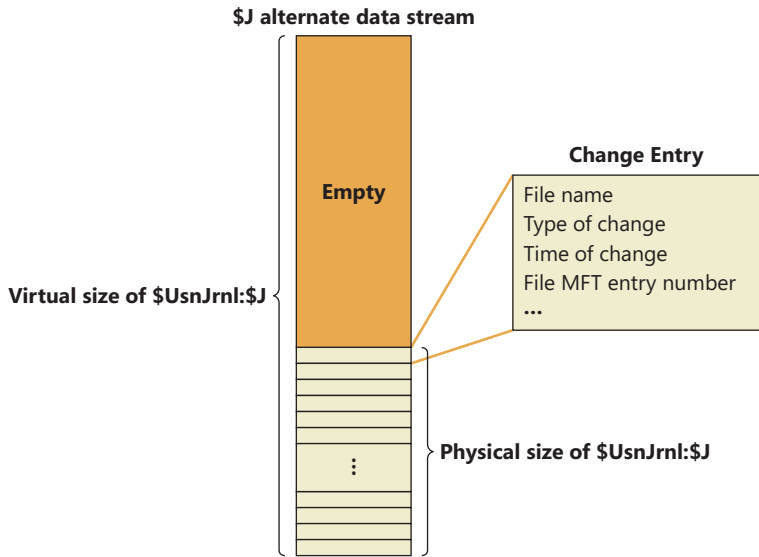 $J alternate data stream
Empty
Change Entry
File name
Type of change
Time of change
File MFT entry number
...
Virtual size of $UsnJrnl:$J
Physical size of $UsnJrnl:$J
⋮